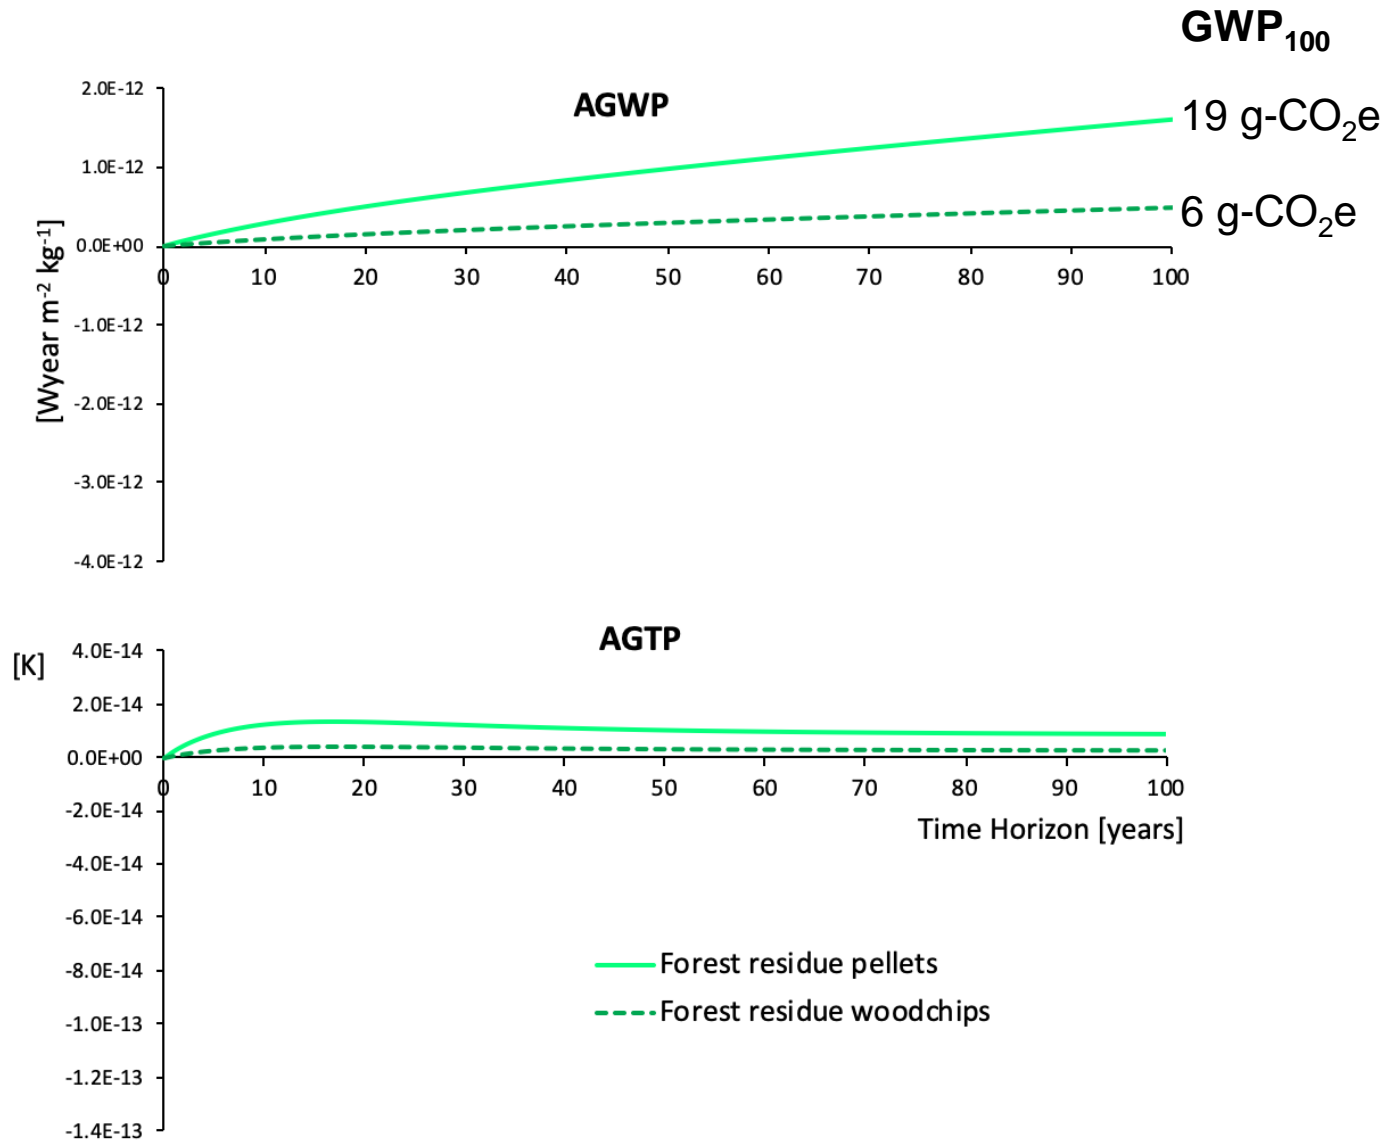 GWP100
AGWP
2.0E-12
19 g-CO2e
1.0E-12
6 g-CO2e
0.0E+00
0 10 20 30 40 50 60 70 80 90 100
-1.0E-12
-2.0E-12
-3.0E-12
-4.0E-12
[Wyear m-2 kg-1]
AGTP
[K]
4.0E-14
2.0E-14
0.0E+00
0 10 20 30 40 50 60 70 80 90 100
-2.0E-14
Time Horizon [years]
-4.0E-14
-6.0E-14
-8.0E-14
Forest residue pellets
-1.0E-13
Forest residue woodchips
-1.2E-13
-1.4E-13